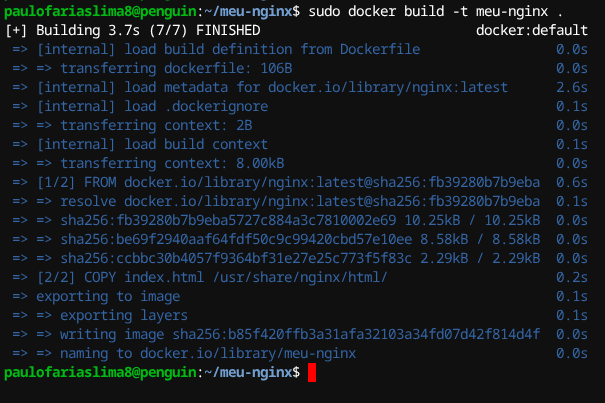 paulofariaslima8@penguin:~/meu-nginx$ sudo docker build -t meu-nginx .
[+] Building 3.7s (7/7) FINISHED docker:default
=> [internal] load build definition from Dockerfile 0.0s
=> => transferring dockerfile: 106B 0.0s
=> [internal] load metadata for docker.io/library/nginx:latest 2.6s
=> [internal] load .dockerignore 0.1s
=> => transferring context: 2B 0.0s
=> [internal] load build context 0.1s
=> => transferring context: 8.00kB 0.0s
=> [1/2] FROM docker.io/library/nginx:latest@sha256:fb39280b7b9eba 0.6s
=> => resolve docker.io/library/nginx:latest@sha256:fb39280b7b9eba 0.1s
=> => sha256:fb39280b7b9eba5727c884a3c7810002e69 10.25kB / 10.25kB 0.0s
=> => sha256:be69f2940aaf64fdf50c9c99420cbd57e10ee 8.58kB / 8.58kB 0.0s
=> => sha256:ccbbc30b4057f9364bf31e27e25c773f5f83c 2.29kB / 2.29kB 0.0s
=> [2/2] COPY index.html /usr/share/nginx/html/ 0.2s
=> exporting to image 0.1s
=> => exporting layers 0.1s
=> => writing image sha256:b85f420ffb3a31afa32103a34fd07d42f814d4f 0.0s
=> => naming to docker.io/library/meu-nginx 0.0s
paulofariaslima8@penguin:~/meu-nginx$